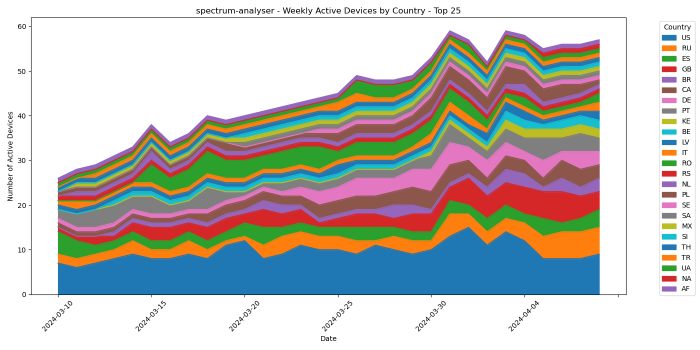 spectrum-analyser - Weekly Active Devices by Country - Top 25
Number of Active Devices
60
50
40
30
20
10
0
2024-03-10
2024-03-15
2024-03-20
2024-03-25
2024-03-30
2024-04-04
Date
Country
US
RU
ES
GB
BR
CA
DE
PT
KE
BE
LV
IT
RO
RS
NL
PL
SE
SA
MX
SI
TH
TR
UA
NA
AF